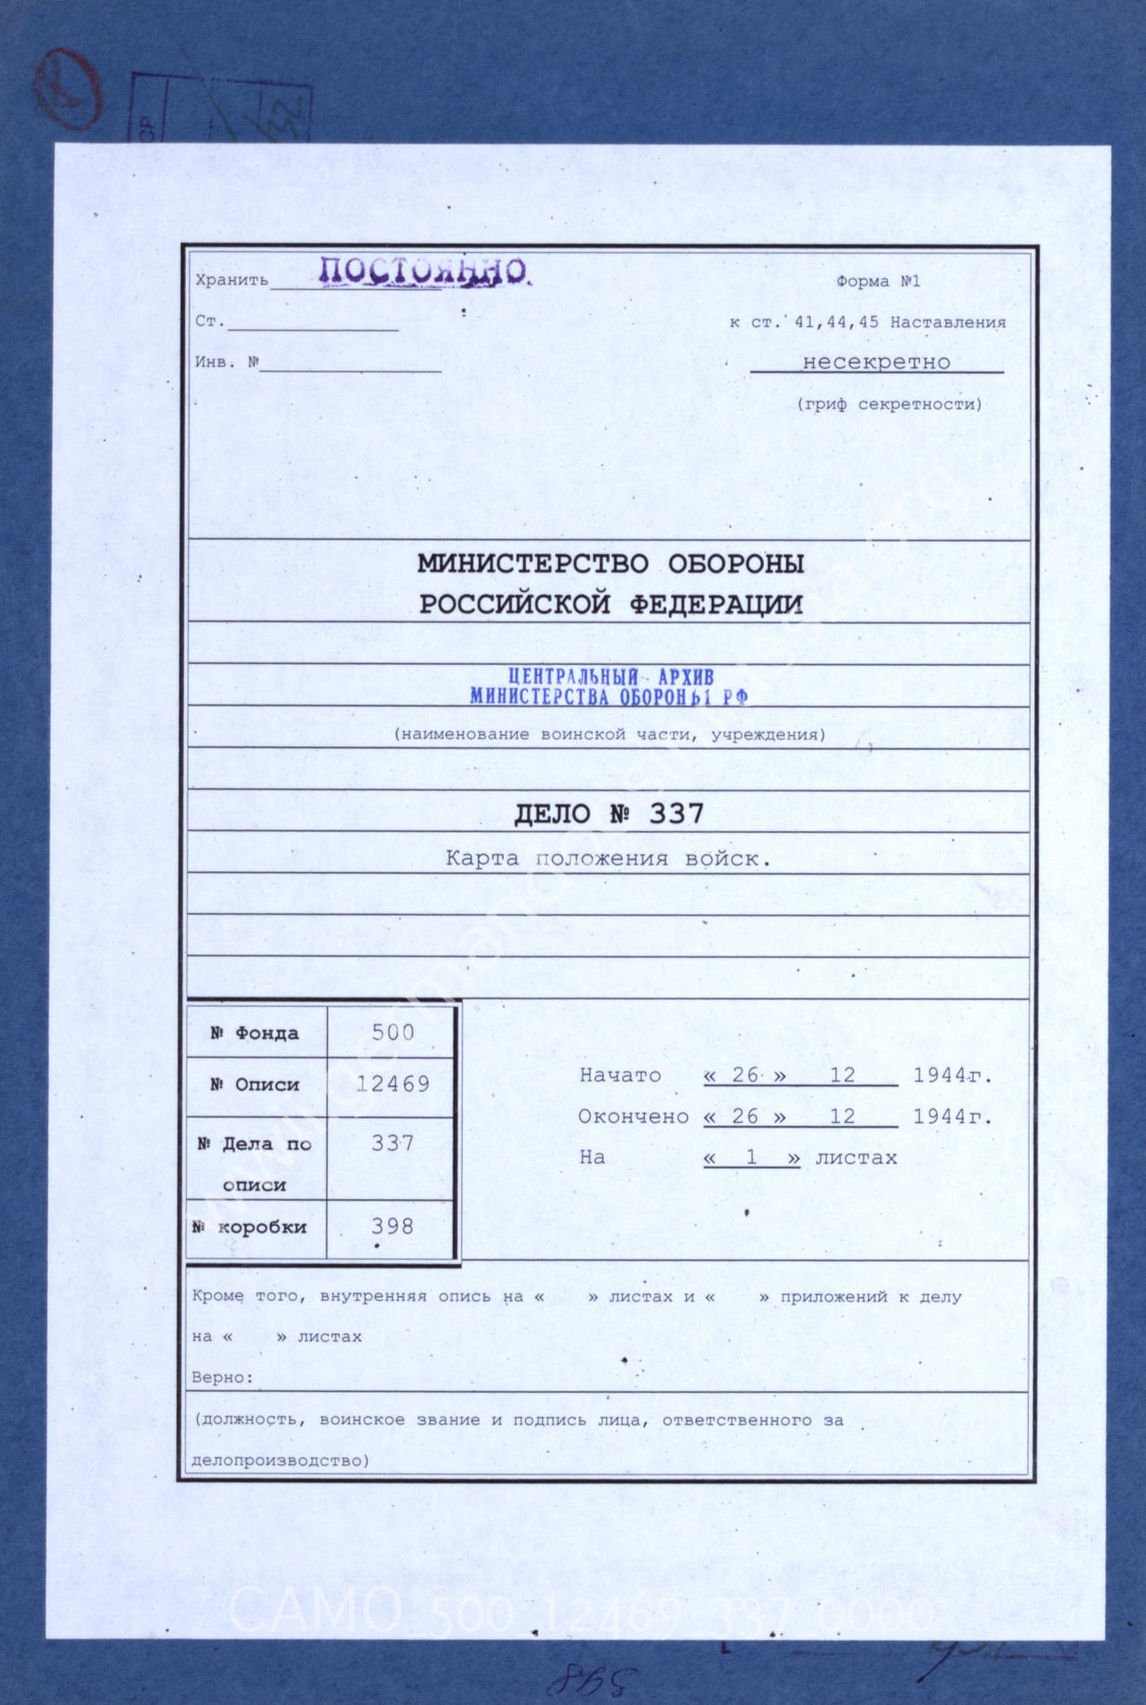 СР
132
Хранить ПОСТОЯННО.
Форма №1
Ст.
к ст. 41,44,45 Наставления
Инв. №
несекретно
(гриф секретности)
МИНИСТЕРСТВО ОБОРОНЫ
РОССИЙСКОЙ ФЕДЕРАЦИИ
ЦЕНТРАЛЬНЫЙ АРХИВ
МИНИСТЕРСТВА ОБОРОНЫ РФ
(наименование воинской части, учреждения)
ДЕЛО № 337
Карта положения войск.
№ Фонда 500
№ Описи 12469
№ Дела по описи 337
№ коробки 398
Начато « 26 » 12 1944г.
Окончено « 26 » 12 1944г.
На « 1 » листах
Кроме того, внутренняя опись на « » листах и « » приложений к делу
на « » листах
Верно:
(должность, воинское звание и подпись лица, ответственного за
делопроизводство)
CAMO_500_12469_337_0000
398